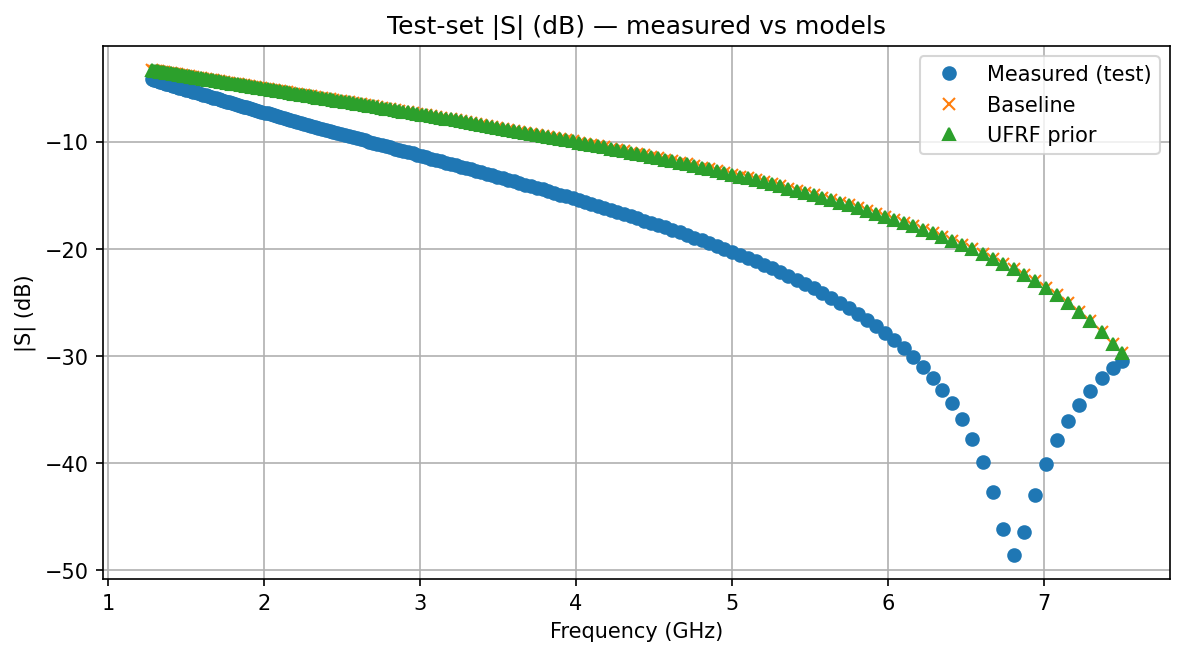 Test-set |S| (dB) — measured vs models
Measured (test)
Baseline
UFRF prior
|S| (dB)
−10
−20
−30
−40
−50
1 2 3 4 5 6 7
Frequency (GHz)